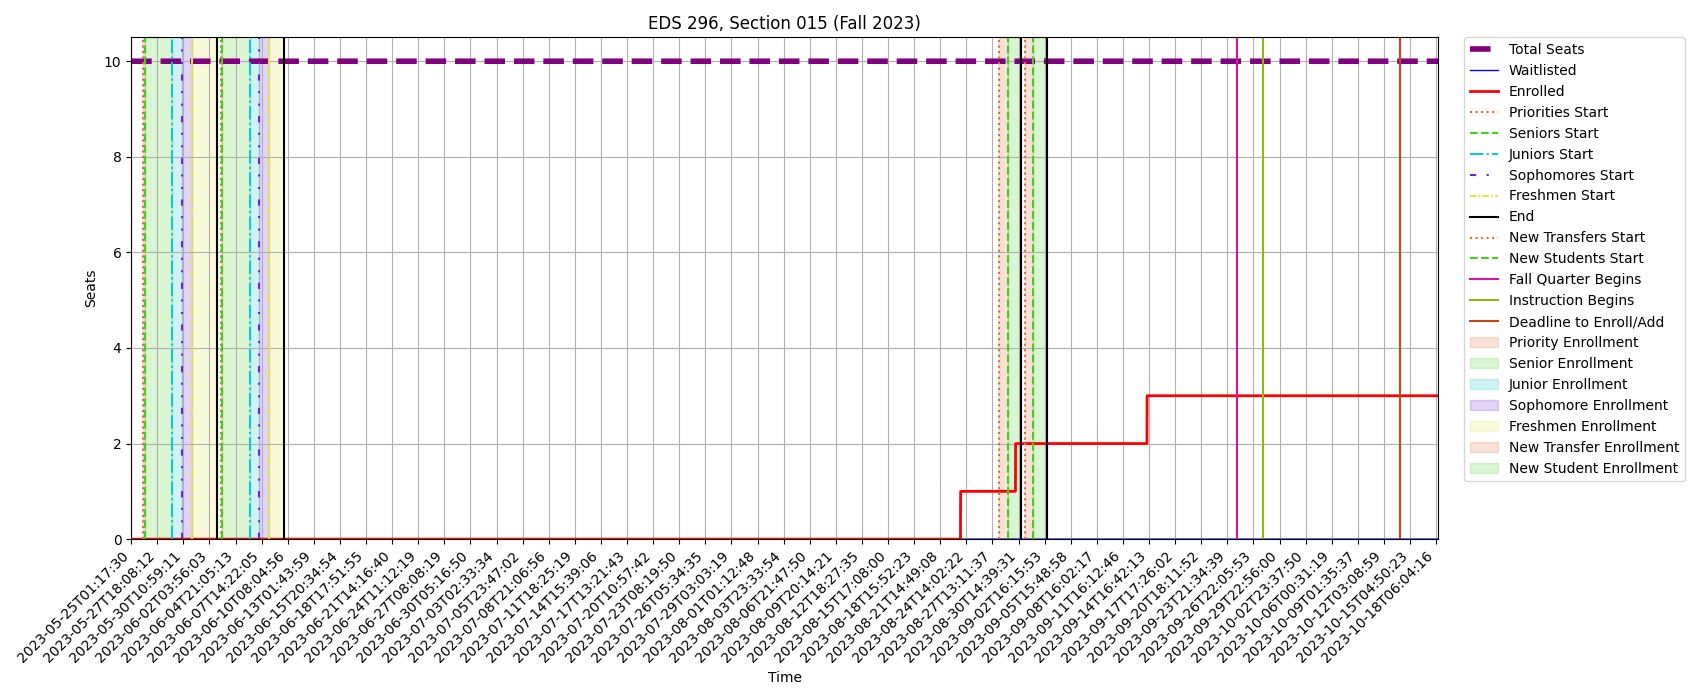 EDS 296, Section 015 (Fall 2023)
Seats
10
8
6
4
2
0
2023-05-25T01:17:30
2023-05-27T18:08:12
2023-05-30T10:59:11
2023-06-02T03:56:03
2023-06-04T21:05:13
2023-06-07T14:22:05
2023-06-10T08:04:56
2023-06-13T01:43:59
2023-06-15T20:34:54
2023-06-18T17:51:55
2023-06-21T14:16:40
2023-06-24T11:12:19
2023-06-27T08:08:19
2023-06-30T05:16:50
2023-07-03T02:33:34
2023-07-05T23:47:02
2023-07-08T21:06:56
2023-07-11T18:25:19
2023-07-14T15:39:06
2023-07-17T13:21:43
2023-07-20T10:57:42
2023-07-23T08:19:50
2023-07-26T05:34:35
2023-07-29T03:03:19
2023-08-01T01:12:48
2023-08-03T23:33:54
2023-08-06T21:47:50
2023-08-09T20:14:21
2023-08-12T18:27:35
2023-08-15T17:08:00
2023-08-18T15:52:23
2023-08-21T14:49:08
2023-08-24T14:02:22
2023-08-27T13:11:37
2023-08-30T14:39:31
2023-09-02T16:15:53
2023-09-05T15:48:58
2023-09-08T16:02:17
2023-09-11T16:12:46
2023-09-14T16:42:13
2023-09-17T17:26:02
2023-09-20T18:11:52
2023-09-23T21:34:39
2023-09-26T22:05:53
2023-09-29T22:56:00
2023-10-02T23:37:50
2023-10-06T00:31:19
2023-10-09T01:35:37
2023-10-12T03:08:59
2023-10-15T04:50:23
2023-10-18T06:04:16
Time
Total Seats
Waitlisted
Enrolled
Priorities Start
Seniors Start
Juniors Start
Sophomores Start
Freshmen Start
End
New Transfers Start
New Students Start
Fall Quarter Begins
Instruction Begins
Deadline to Enroll/Add
Priority Enrollment
Senior Enrollment
Junior Enrollment
Sophomore Enrollment
Freshmen Enrollment
New Transfer Enrollment
New Student Enrollment